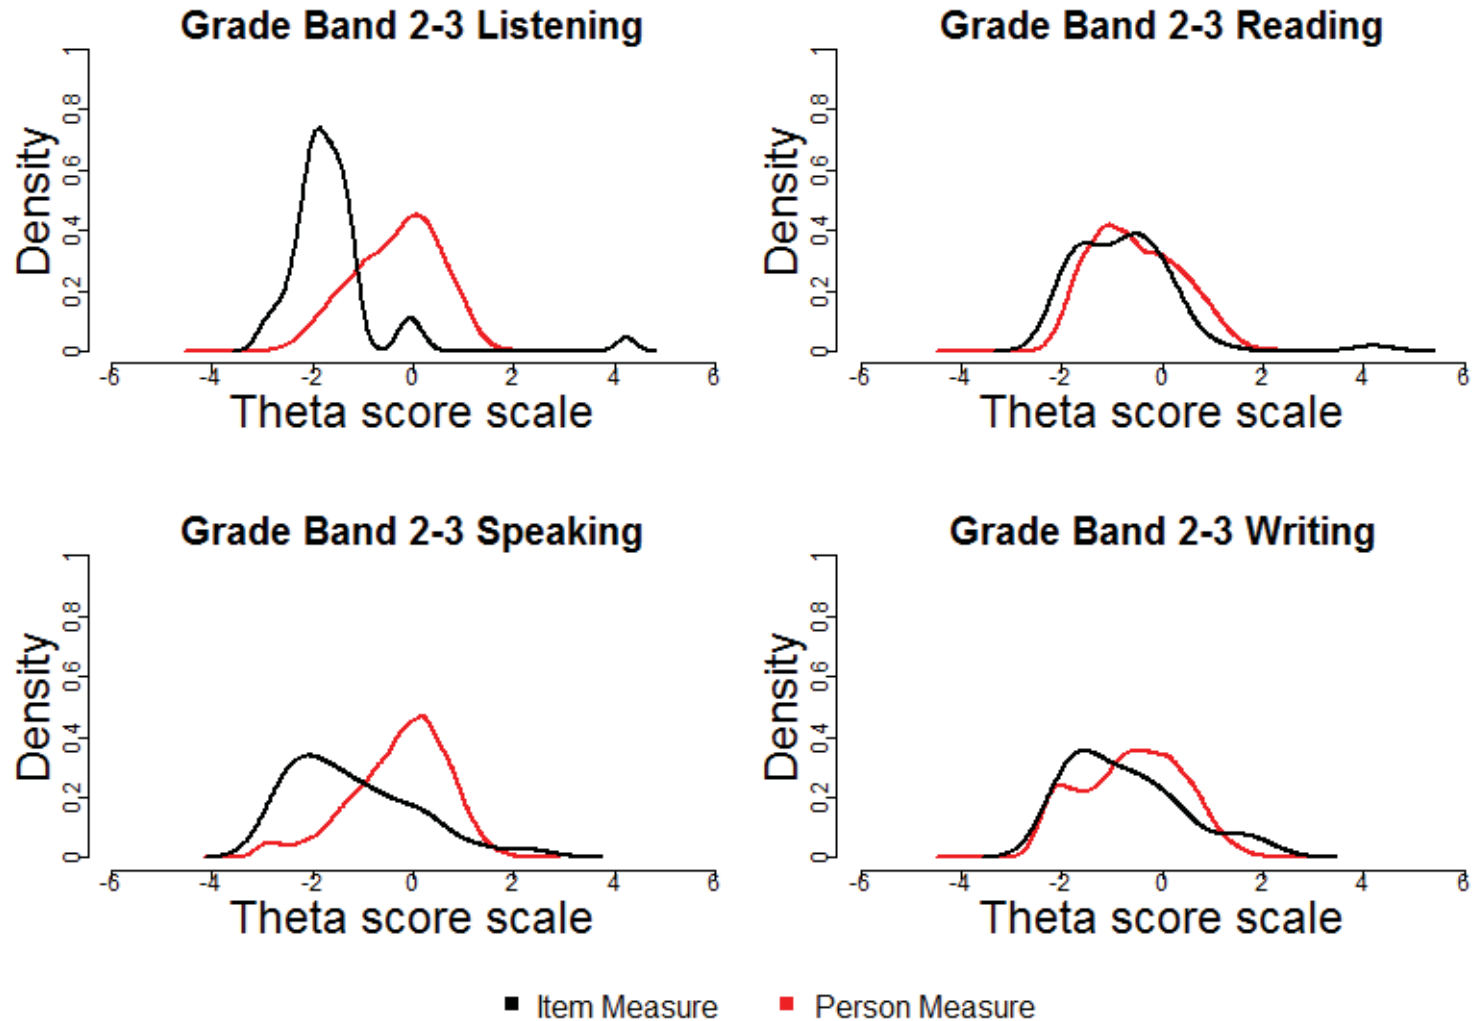 Grade Band 2-3 Listening
Density
0
0.2
0.4
0.6
0.8
1
-6 -4 -2 0 2 4 6
Theta score scale
Grade Band 2-3 Reading
Density
0
0.2
0.4
0.6
0.8
1
-6 -4 -2 0 2 4 6
Theta score scale
Grade Band 2-3 Speaking
Density
0
0.2
0.4
0.6
0.8
1
-6 -4 -2 0 2 4 6
Theta score scale
Grade Band 2-3 Writing
Density
0
0.2
0.4
0.6
0.8
1
-6 -4 -2 0 2 4 6
Theta score scale
Item Measure Person Measure